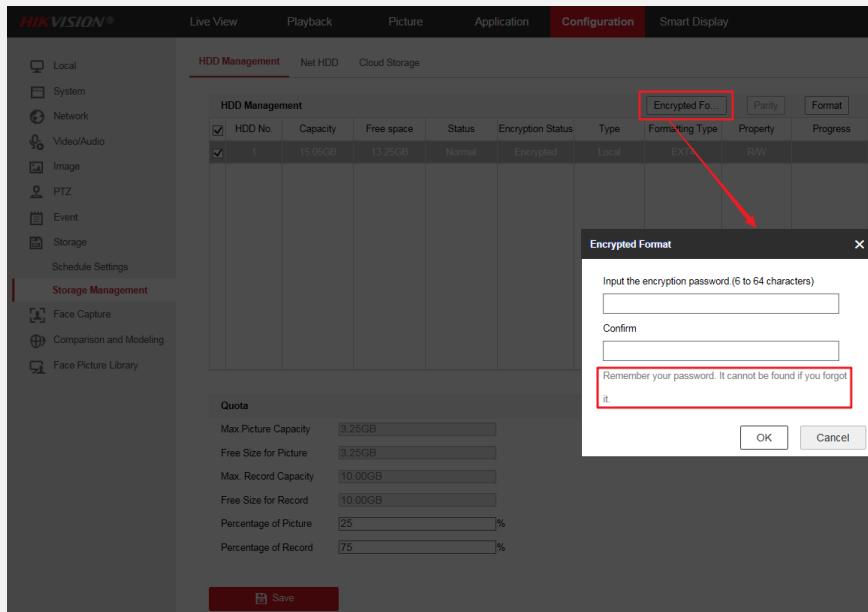 HIKVISION®
Live View Playback Picture Application Configuration Smart Display
Local
System
Network
Video/Audio
Image
PTZ
Event
Storage
Schedule Settings
Storage Management
Face Capture
Comparison and Modeling
Face Picture Library
HDD Management Net HDD Cloud Storage
HDD Management Encrypted Fo... Parity Format
HDD No. Capacity Free space Status Encryption Status Type Formatting Type Property Progress
1 15.05GB 13.25GB Normal Encrypted Local EXT4 R/W
Encrypted Format
Input the encryption password.(6 to 64 characters)
Confirm
Remember your password. It cannot be found if you forgot
it.
OK Cancel
Quota
Max.Picture Capacity 3.25GB
Free Size for Picture 3.25GB
Max. Record Capacity 10.00GB
Free Size for Record 10.00GB
Percentage of Picture 25 %
Percentage of Record 75 %
Save